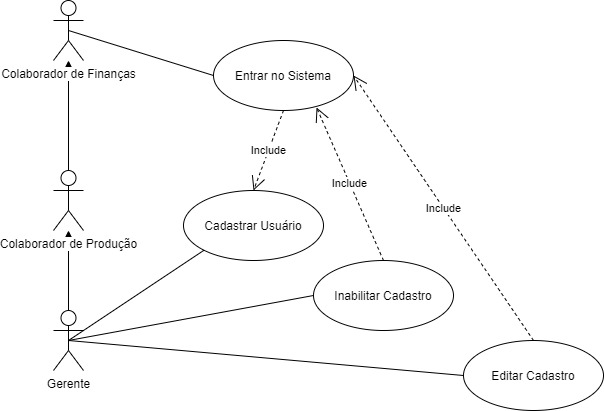 Colaborador de Finanças
Entrar no Sistema
Include
Include
Include
Cadastrar Usuário
Colaborador de Produção
Inabilitar Cadastro
Editar Cadastro
Gerente